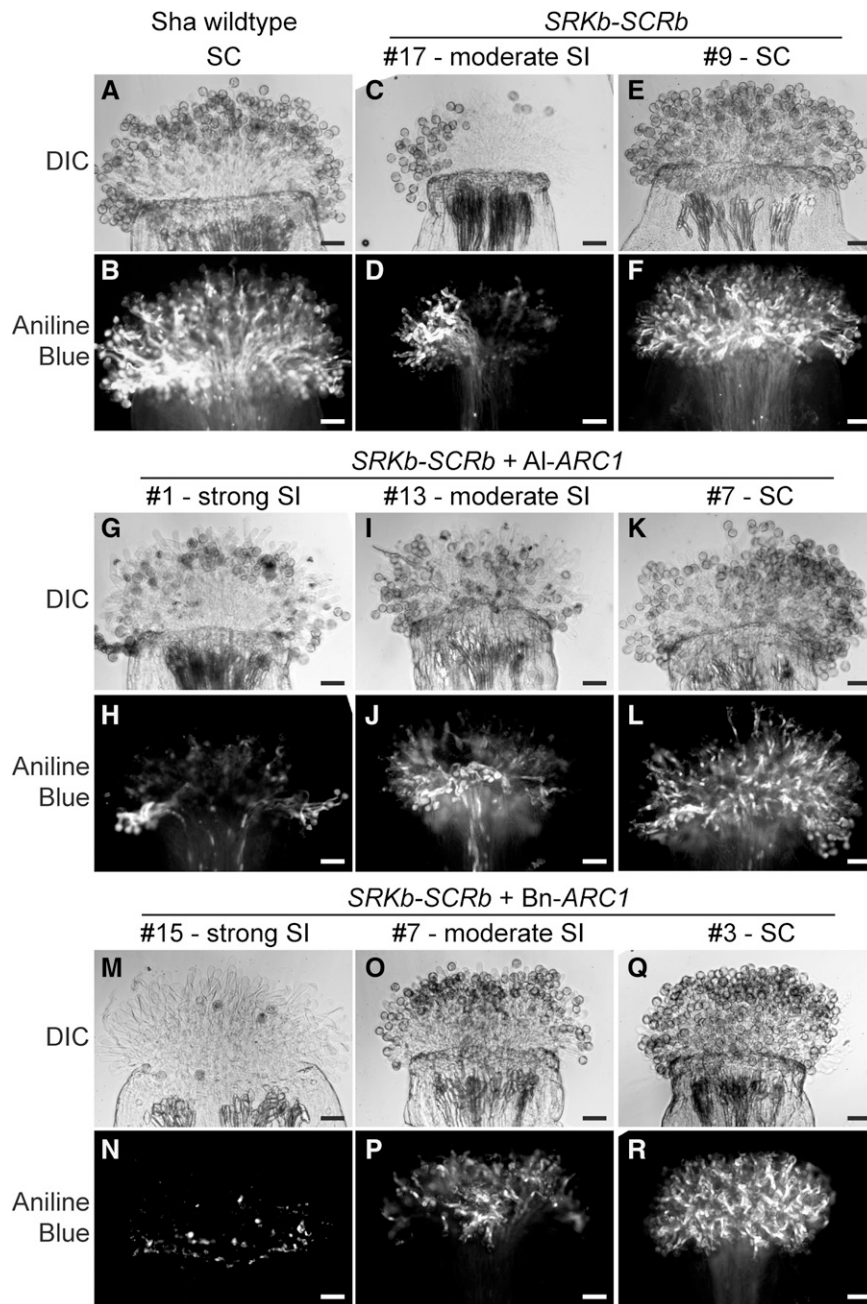 Sha wildtype SRKb-SCRb
SC #17 - moderate SI #9 - SC
A C E
DIC
B D F
Aniline
Blue
SRKb-SCRb + Al-ARC1
#1 - strong SI #13 - moderate SI #7 - SC
G I K
DIC
H J L
Aniline
Blue
SRKb-SCRb + Bn-ARC1
#15 - strong SI #7 - moderate SI #3 - SC
M O Q
DIC
N P R
Aniline
Blue